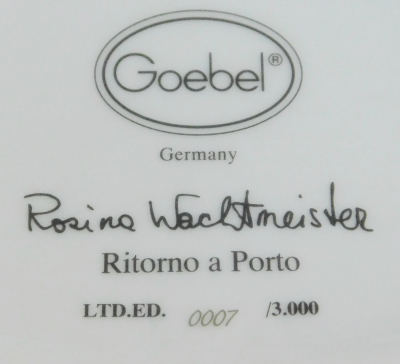 Goebel®
Germany
Rosina Wachtmeister
Ritorno a Porto
LTD.ED. 0007 /3.000